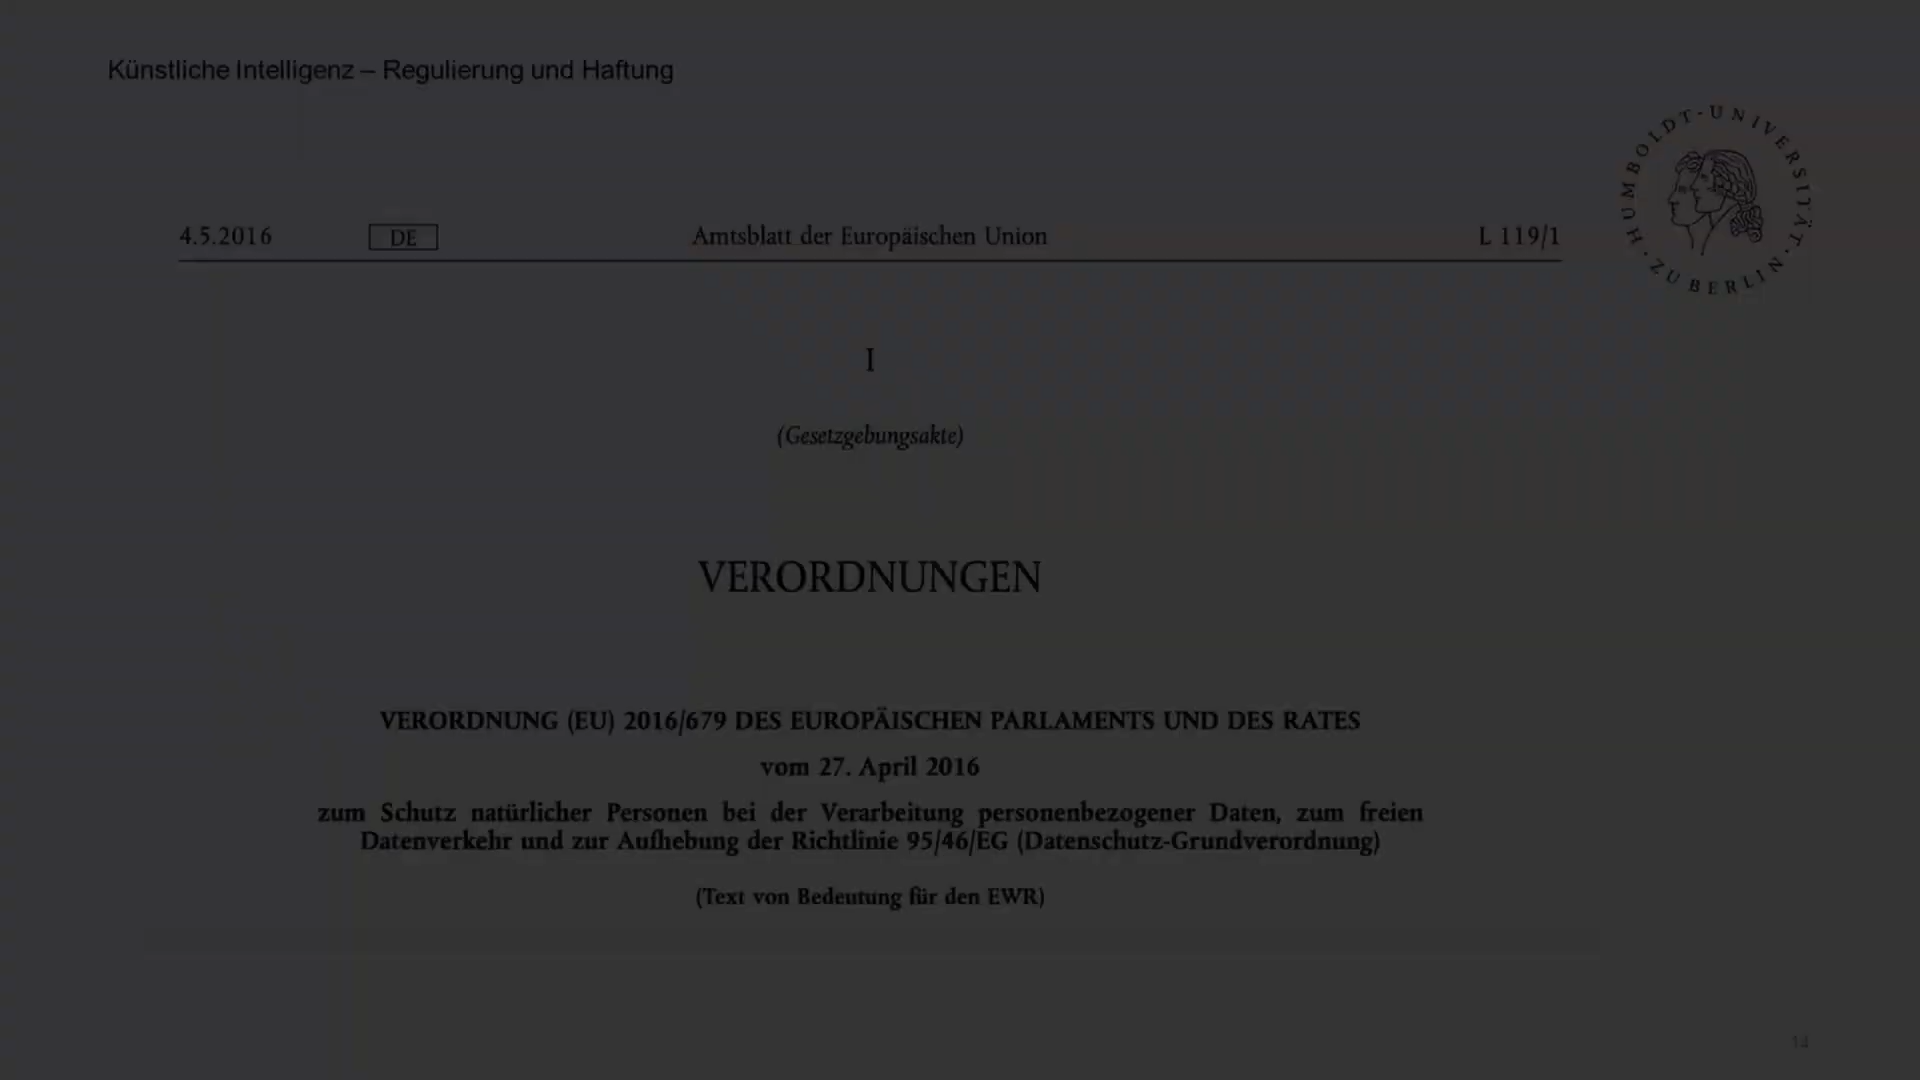 Künstliche Intelligenz – Regulierung und Haftung
HUMBOLDT-UNIVERSITÄT · ZU BERLIN ·
4.5.2016 DE Amtsblatt der Europäischen Union L 119/1
I
(Gesetzgebungsakte)
VERORDNUNGEN
VERORDNUNG (EU) 2016/679 DES EUROPÄISCHEN PARLAMENTS UND DES RATES
vom 27. April 2016
zum Schutz natürlicher Personen bei der Verarbeitung personenbezogener Daten, zum freien
Datenverkehr und zur Aufhebung der Richtlinie 95/46/EG (Datenschutz-Grundverordnung)
(Text von Bedeutung für den EWR)
14